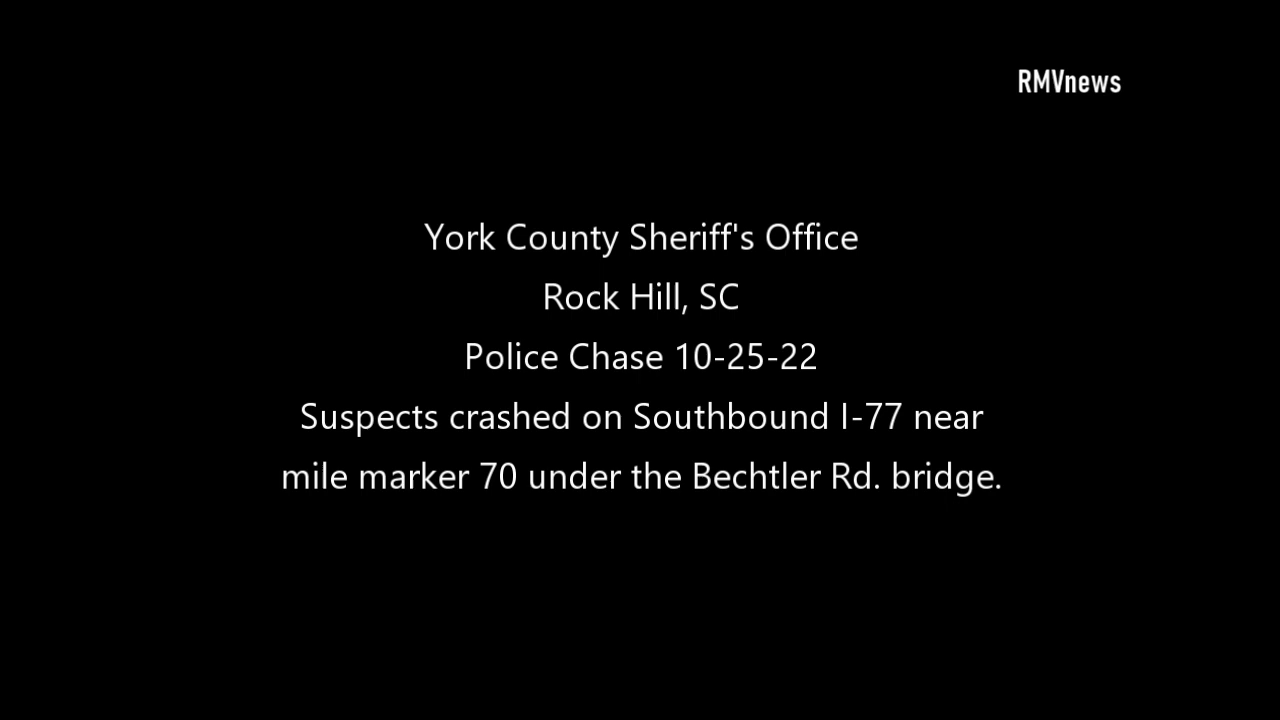 RMVnews
York County Sheriff's Office
Rock Hill, SC
Police Chase 10-25-22
Suspects crashed on Southbound I-77 near
mile marker 70 under the Bechtler Rd. bridge.